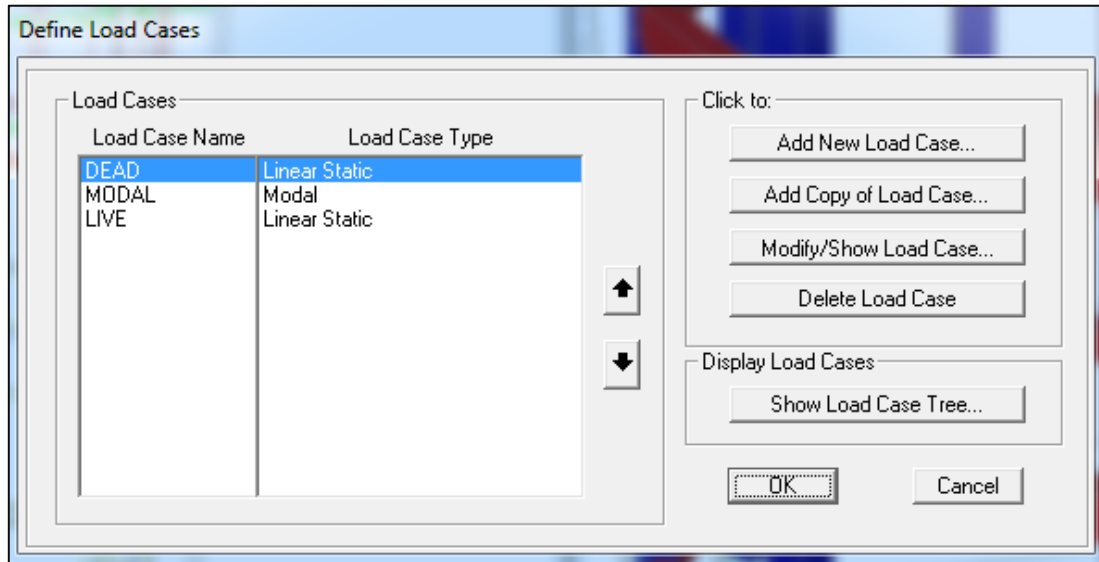 Define Load Cases
Load Cases
Load Case Name Load Case Type
DEAD Linear Static
MODAL Modal
LIVE Linear Static
Click to:
Add New Load Case...
Add Copy of Load Case...
Modify/Show Load Case...
Delete Load Case
Display Load Cases
Show Load Case Tree...
OK Cancel